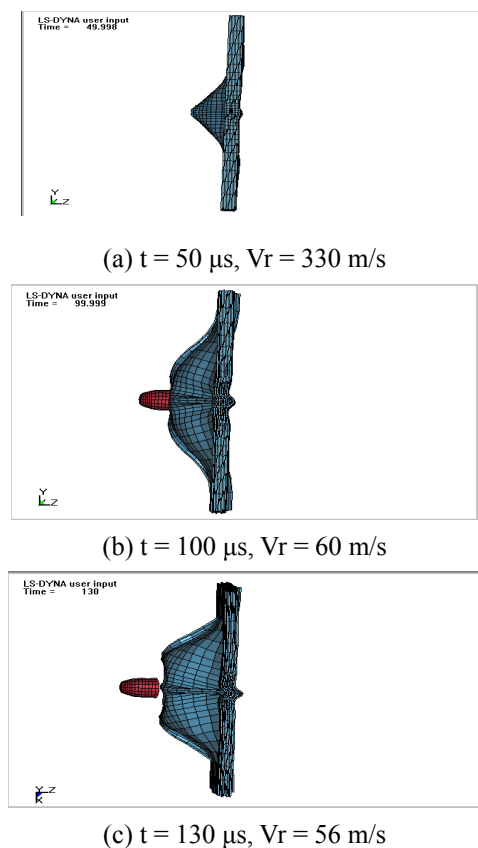 LS-DYNA user input
Time = 49.998
Y
Z
(a) t = 50 μs, Vr = 330 m/s
LS-DYNA user input
Time = 99.999
Y
Z
(b) t = 100 μs, Vr = 60 m/s
LS-DYNA user input
Time = 130
Y
(c) t = 130 μs, Vr = 56 m/s